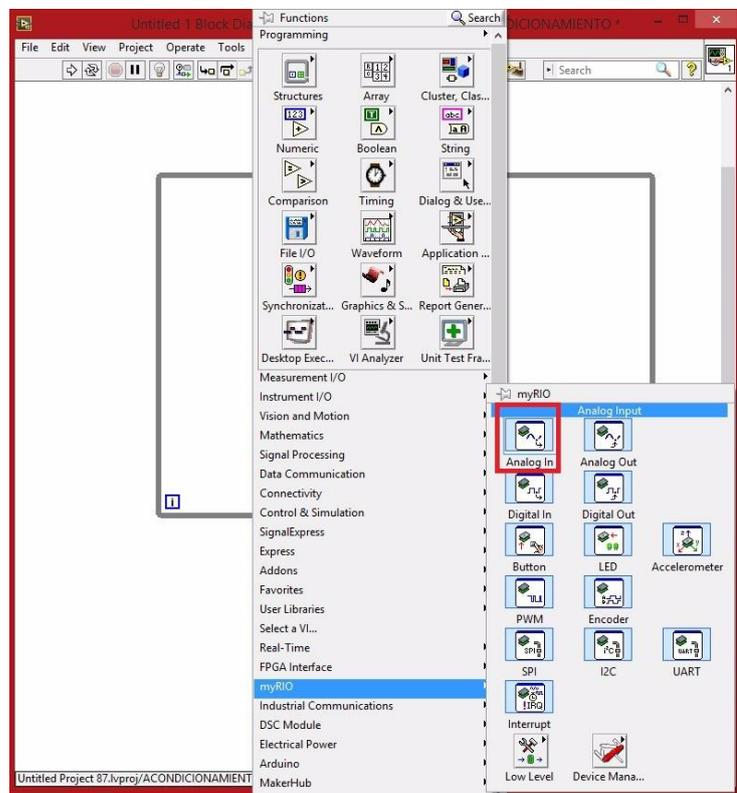 Untitled 1 Block Dia
DICIONAMIENTO *
Functions
Search
File Edit View Project Operate Tools
Search
Programming
Structures Array Cluster, Clas...
Numeric Boolean String
Comparison Timing Dialog & Use...
File I/O Waveform Application ...
Synchronizat... Graphics & S... Report Gener...
Desktop Exec... VI Analyzer Unit Test Fra...
Measurement I/O
Instrument I/O
Vision and Motion
Mathematics
Signal Processing
Data Communication
Connectivity
Control & Simulation
SignalExpress
Express
Addons
Favorites
User Libraries
Select a VI...
Real-Time
FPGA Interface
myRIO
Industrial Communications
DSC Module
Electrical Power
Arduino
MakerHub
myRIO
Analog Input
Analog In Analog Out
Digital In Digital Out
Button LED Accelerometer
PWM Encoder
SPI I2C UART
Interrupt
Low Level Device Mana...
i
Untitled Project 87.lvproj/ACONDICIONAMIENT